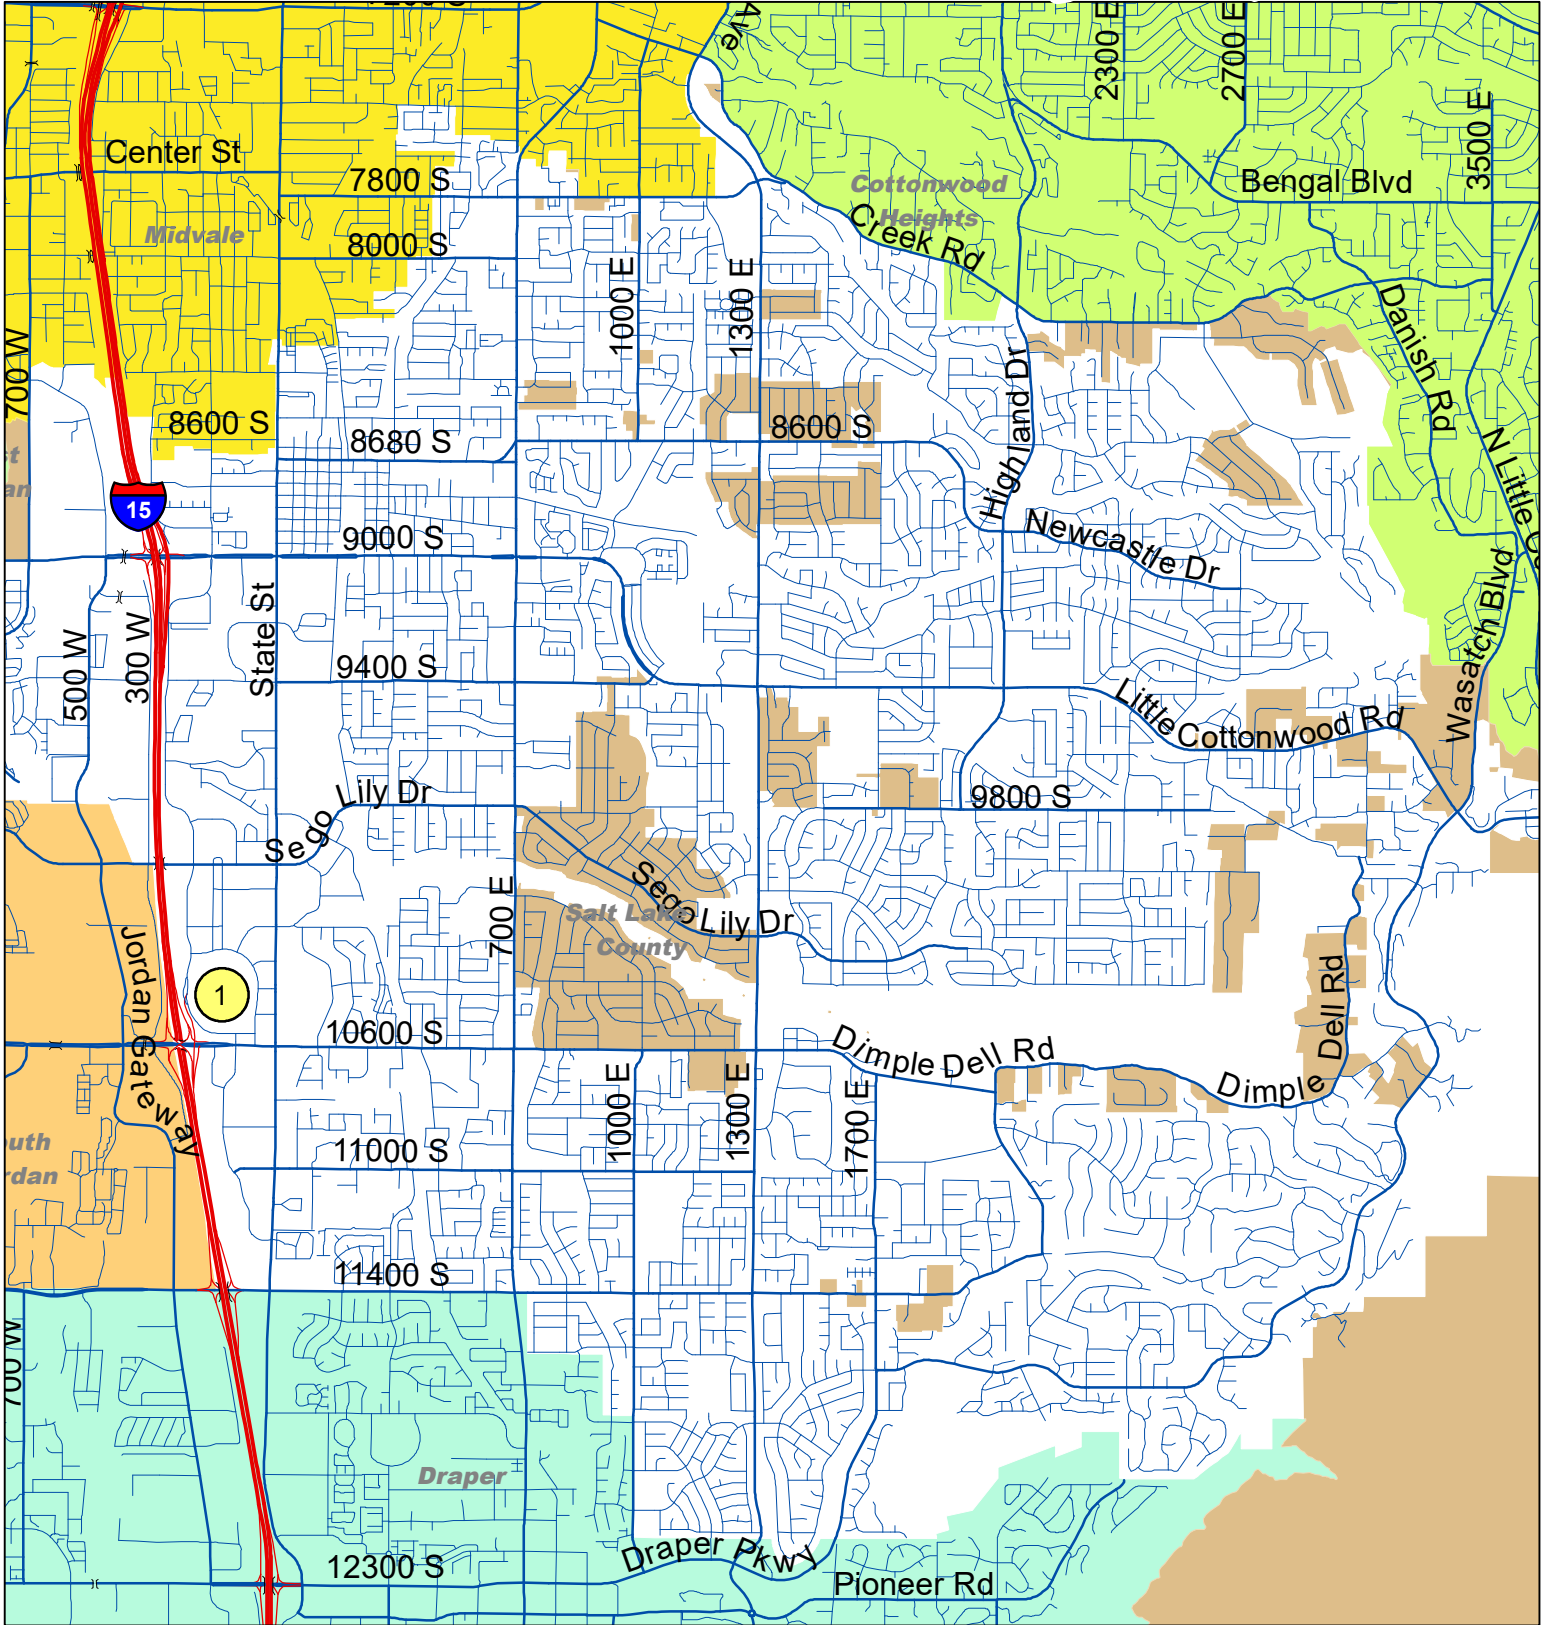 Ave
2300 E
2700 E
3500 E
Center St
7800 S
Bengal Blvd
Cottonwood
Heights
Midvale
8000 S
Creek Rd
1000 E
1300 E
700 W
Danish Rd
Highland Dr
8600 S
8680 S
8600 S
N Little
15
9000 S
Newcastle Dr
State St
500 W
300 W
9400 S
Wasatch Blvd
Little Cottonwood Rd
Sego Lily Dr
9800 S
700 E
Sego Lily Dr
Salt Lake
County
Jordan Gateway
1
10600 S
Dimple Dell Rd
Dimple Dell Rd
1000 E
1300 E
1700 E
11000 S
11400 S
700 W
Draper
12300 S
Draper Pkwy
Pioneer Rd